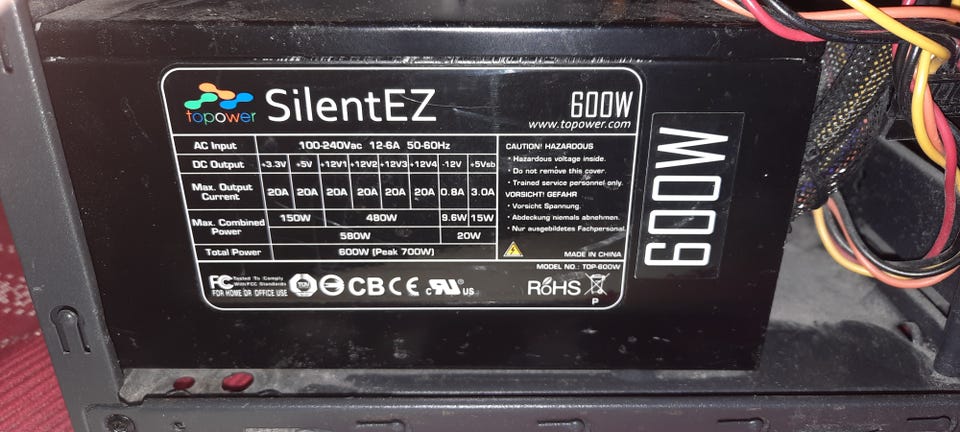 topower
SilentEZ
600W
www.topower.com
AC Input 100-240Vac 12-6A 50-60Hz
DC Output +3.3V +5V +12V1 +12V2 +12V3 +12V4 -12V +5Vsb
Max. Output Current 20A 20A 20A 20A 20A 20A 0.8A 3.0A
Max. Combined Power 150W 480W 9.6W 15W
580W 20W
Total Power 600W (Peak 700W)
CAUTION! HAZARDOUS
• Hazardous voltage inside.
• Do not remove this cover.
• Trained service personnel only.
VORSICHT! GEFAHR
• Vorsicht Spannung.
• Abdeckung niemals abnehmen.
• Nur ausgebildetes Fachpersonal.
MADE IN CHINA
MODEL NO.: TOP-600W
FC Tested To Comply
With FCC Standards
FOR HOME OR OFFICE USE
CB CE c RU US
RoHS
P
600W